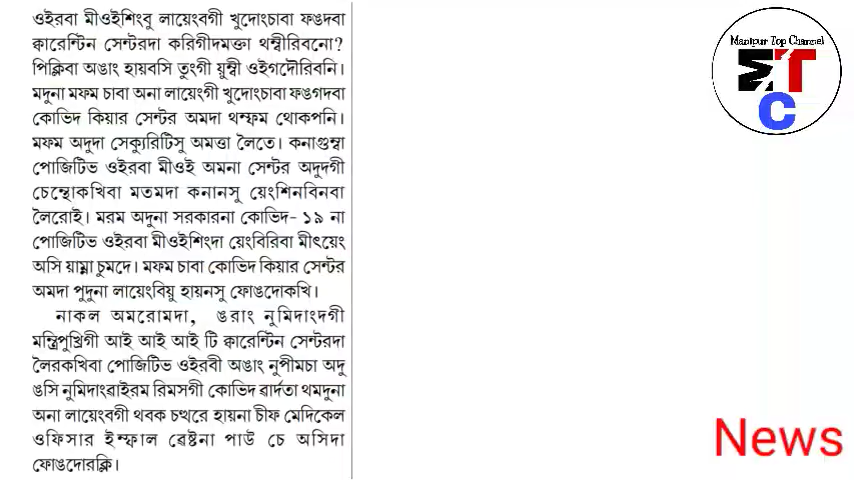 ওইরবা মীওইশিংবু লায়েংবগী খুদোংচাবা ফঙদবা
ক্বারেন্টিন সেন্টরদা করিগীদমক্তা থম্বীরিবনো?
পিক্লিবা অঙাং হায়বসি তুংগী য়ুম্বী ওইগদৌরিবনি।
মদুনা মফম চাবা অনা লায়েংগী খুদোংচাবা ফঙগদবা
কোভিদ কিয়ার সেন্টর অমদা থম্ফম থোকপনি।
মফম অদুদা সেক্যুরিটিসু অমত্তা লৈতে। কনাগুম্বা
পোজিটিভ ওইরবা মীওই অমনা সেন্টর অদুদগী
চেন্থোকখিবা মতমদা কনানসু য়েংশিনবিনবা
লৈরোই। মরম অদুনা সরকারনা কোভিদ- ১৯ না
পোজিটিভ ওইরবা মীওইশিংদা য়েংবিরিবা মীৎয়েং
অসি য়াম্না চুমদে। মফম চাবা কোভিদ কিয়ার সেন্টর
অমদা পুদুনা লায়েংবিয়ু হায়নসু ফোঙদোকখি।
নাকল অমরোমদা, ঙরাং নুমিদাংদগী
মন্ত্রিপুখ্রিগী আই আই আই টি ক্বারেন্টিন সেন্টরদা
লৈরকখিবা পোজিটিভ ওইরবী অঙাং নুপীমচা অদু
ঙসি নুমিদাংৱাইরম রিমসগী কোভিদ ৱার্দতা থমদুনা
অনা লায়েংবগী থবক চত্থরে হায়না চীফ মেদিকেল
ওফিসার ইম্ফাল ৱেষ্টনা পাউ চে অসিদা
ফোঙদোরক্লি।
Manipur Top Channel
MTC
News